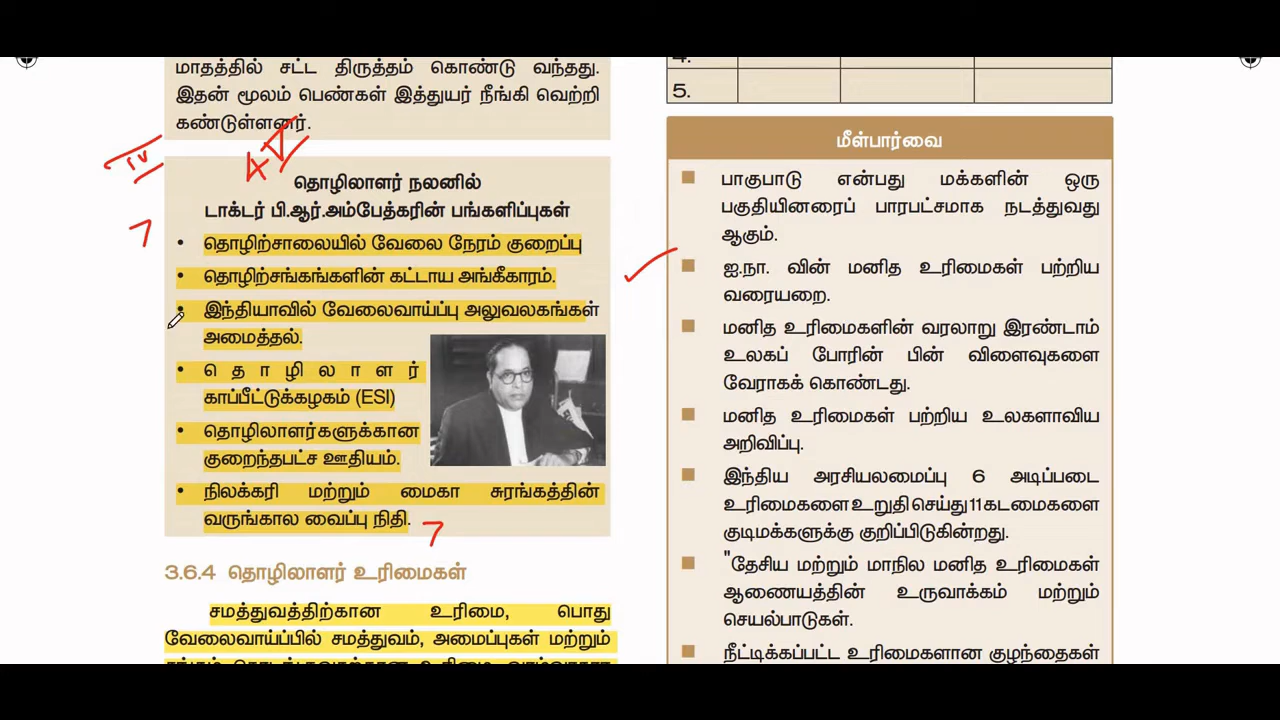 மாதத்தில் சட்ட திருத்தம் கொண்டு வந்தது.
இதன் மூலம் பெண்கள் இத்துயர் நீங்கி வெற்றி
கண்டுள்ளனர்.
IV
4
7
தொழிலாளர் நலனில்
டாக்டர் பி.ஆர்.அம்பேத்கரின் பங்களிப்புகள்
• தொழிற்சாலையில் வேலை நேரம் குறைப்பு
• தொழிற்சங்கங்களின் கட்டாய அங்கீகாரம்.
• இந்தியாவில் வேலைவாய்ப்பு அலுவலகங்கள்
அமைத்தல்.
• தொழிலாளர்
காப்பீட்டுக்கழகம் (ESI)
• தொழிலாளர்களுக்கான
குறைந்தபட்ச ஊதியம்.
• நிலக்கரி மற்றும் மைகா சுரங்கத்தின்
வருங்கால வைப்பு நிதி.
7
3.6.4 தொழிலாளர் உரிமைகள்
சமத்துவத்திற்கான உரிமை, பொது
வேலைவாய்ப்பில் சமத்துவம், அமைப்புகள் மற்றும்
4.
5.
மீள்பார்வை
பாகுபாடு என்பது மக்களின் ஒரு
பகுதியினரைப் பாரபட்சமாக நடத்துவது
ஆகும்.
ஐ.நா. வின் மனித உரிமைகள் பற்றிய
வரையறை.
மனித உரிமைகளின் வரலாறு இரண்டாம்
உலகப் போரின் பின் விளைவுகளை
வேராகக் கொண்டது.
மனித உரிமைகள் பற்றிய உலகளாவிய
அறிவிப்பு.
இந்திய அரசியலமைப்பு 6 அடிப்படை
உரிமைகளை உறுதி செய்து 11 கடமைகளை
குடிமக்களுக்கு குறிப்பிடுகின்றது.
"தேசிய மற்றும் மாநில மனித உரிமைகள்
ஆணையத்தின் உருவாக்கம் மற்றும்
செயல்பாடுகள்.
நீட்டிக்கப்பட்ட உரிமைகளான குழந்தைகள்